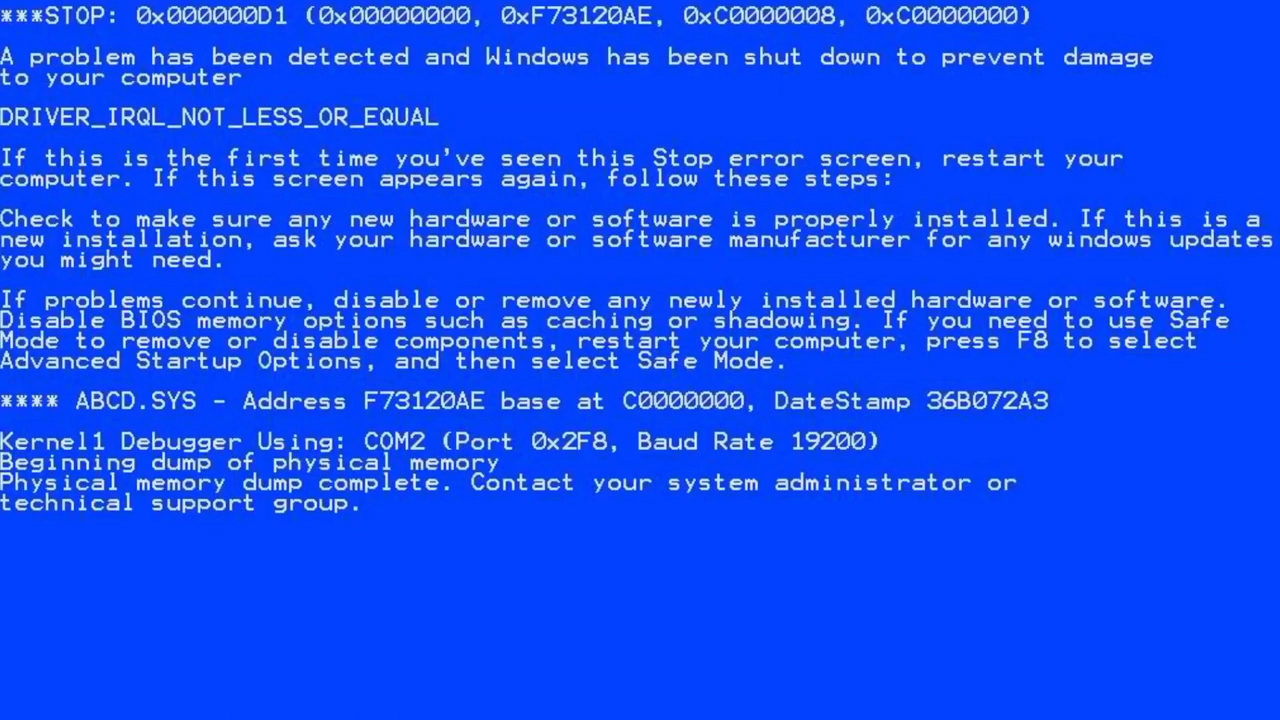 ***STOP: 0x000000D1 (0x00000000, 0xF73120AE, 0xC0000008, 0xC0000000)
A problem has been detected and Windows has been shut down to prevent damage
to your computer
DRIVER_IRQL_NOT_LESS_OR_EQUAL
If this is the first time you've seen this Stop error screen, restart your
computer. If this screen appears again, follow these steps:
Check to make sure any new hardware or software is properly installed. If this is a
new installation, ask your hardware or software manufacturer for any windows updates
you might need.
If problems continue, disable or remove any newly installed hardware or software.
Disable BIOS memory options such as caching or shadowing. If you need to use Safe
Mode to remove or disable components, restart your computer, press F8 to select
Advanced Startup Options, and then select Safe Mode.
**** ABCD.SYS - Address F73120AE base at C0000000, DateStamp 36B072A3
Kernel1 Debugger Using: COM2 (Port 0x2F8, Baud Rate 19200)
Beginning dump of physical memory
Physical memory dump complete. Contact your system administrator or
technical support group.